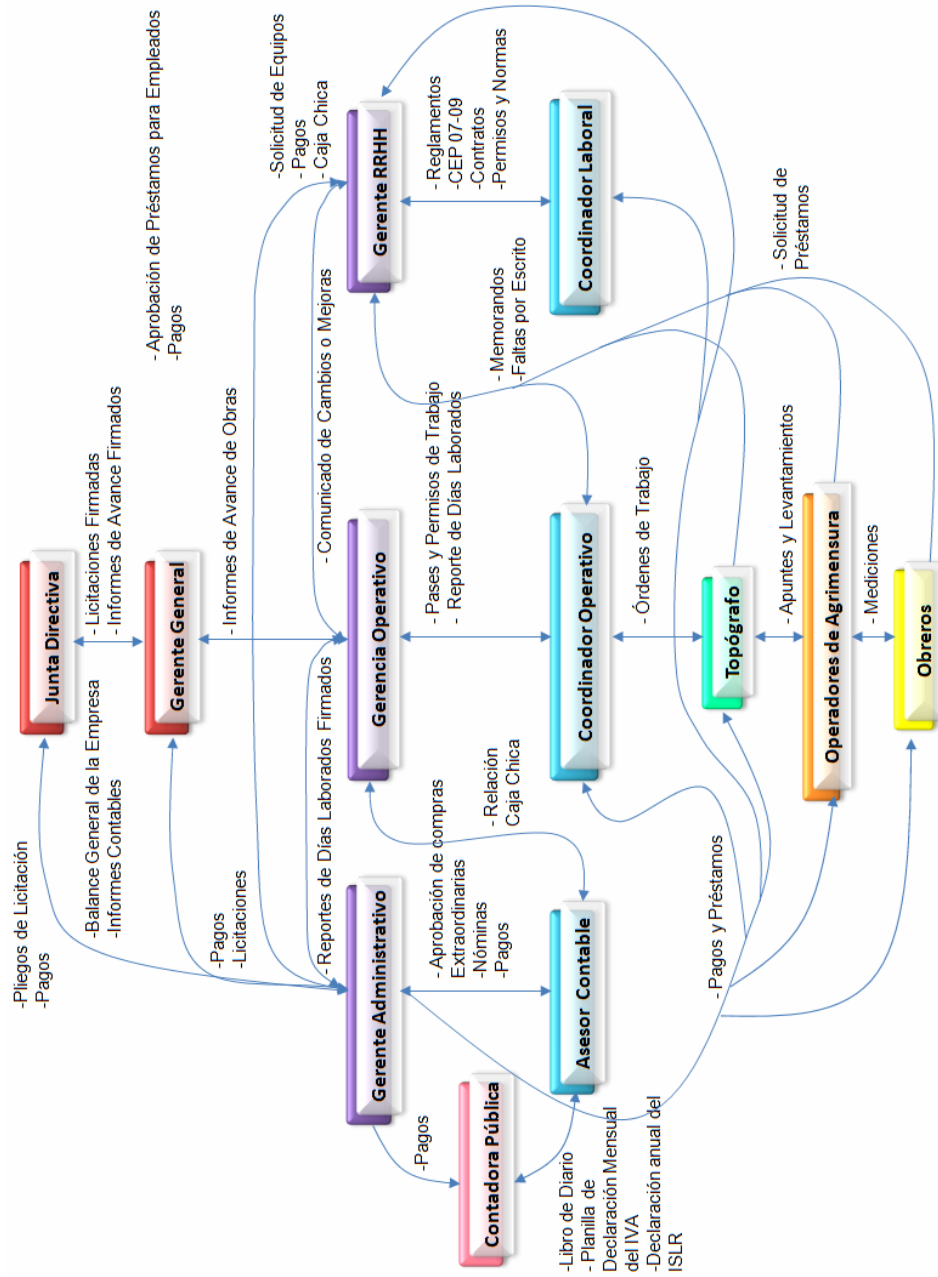 -Pliegos de Licitación
-Pagos
-Balance General de la Empresa
-Informes Contables
Junta Directiva
- Licitaciones Firmadas
- Informes de Avance Firmados
Gerente General
- Aprobación de Préstamos para Empleados
-Pagos
-Pagos
-Licitaciones
- Informes de Avance de Obras
-Solicitud de Equipos
- Pagos
- Caja Chica
- Reportes de Días Laborados Firmados
- Comunicado de Cambios o Mejoras
Gerente Administrativo
Gerencia Operativo
Gerente RRHH
-Pagos
- Aprobación de compras
Extraordinarias
- Nóminas
- Pagos
- Pases y Permisos de Trabajo
- Reporte de Días Laborados
- Reglamentos
-CEP 07-09
- Contratos
-Permisos y Normas
Contadora Pública
- Relación
Caja Chica
- Memorandos
-Faltas por Escrito
Asesor Contable
Coordinador Operativo
Coordinador Laboral
-Libro de Diario
- Planilla de
Declaración Mensual
del IVA
-Declaración anual del
ISLR
- Órdenes de Trabajo
- Pagos y Préstamos
Topógrafo
- Solicitud de
Préstamos
- Apuntes y Levantamientos
Operadores de Agrimensura
- Mediciones
Obreros